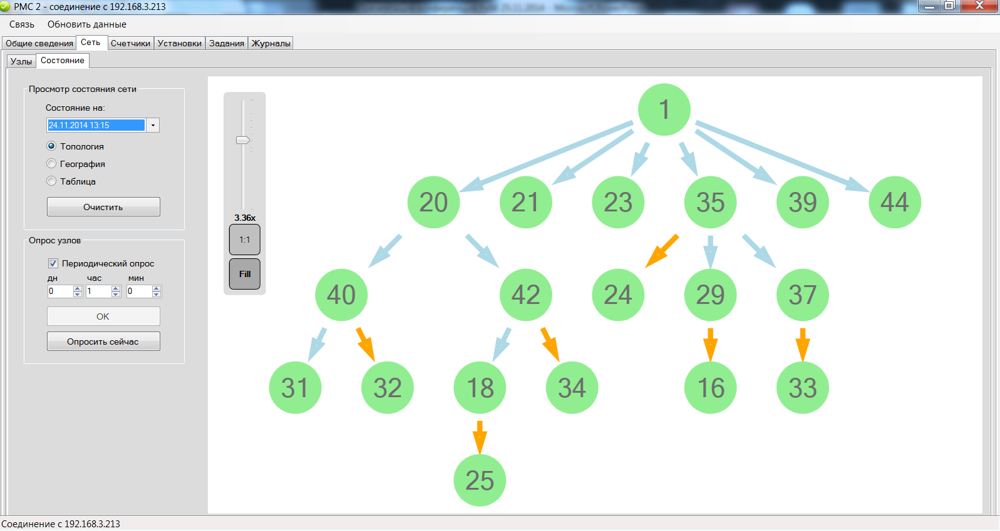 РМС 2 - соединение с 192.168.3.213
Связь Обновить данные
Общие сведения Сеть Счетчики Установки Задания Журналы
Узлы Состояние
Просмотр состояния сети
Состояние на:
24.11.2014 13:15
Топология
География
Таблица
Очистить
Опрос узлов
Периодический опрос
дн час мин
0 1 0
OK
Опросить сейчас
3.36x
1:1
Fill
1
20 21 23 35 39 44
40 42 24 29 37
31 32 18 34 16 33
25
Соединение с 192.168.3.213